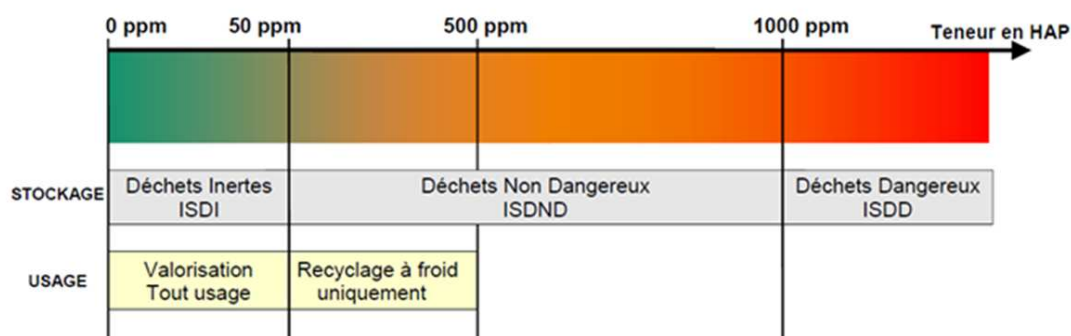 0 ppm 50 ppm 500 ppm 1000 ppm Teneur en HAP
STOCKAGE
Déchets Inertes
ISDI
Déchets Non Dangereux
ISDND
Déchets Dangereux
ISDD
USAGE
Valorisation
Tout usage
Recyclage à froid
uniquement